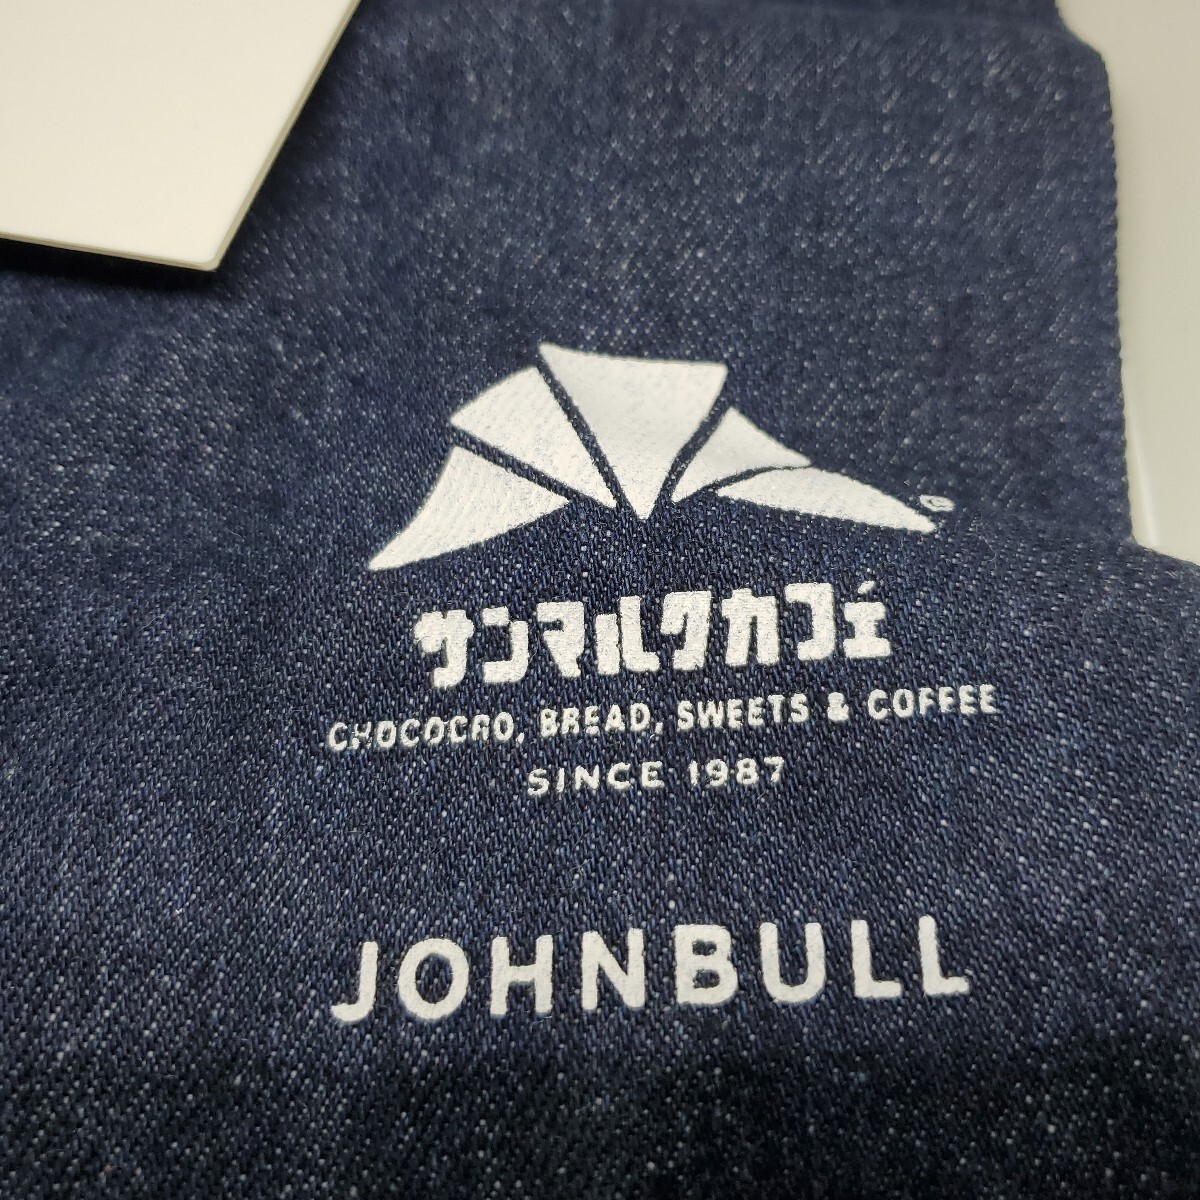 サンマルクカフェ
CHOCOCRO, BREAD, SWEETS & COFFEE
SINCE 1987
JOHNBULL